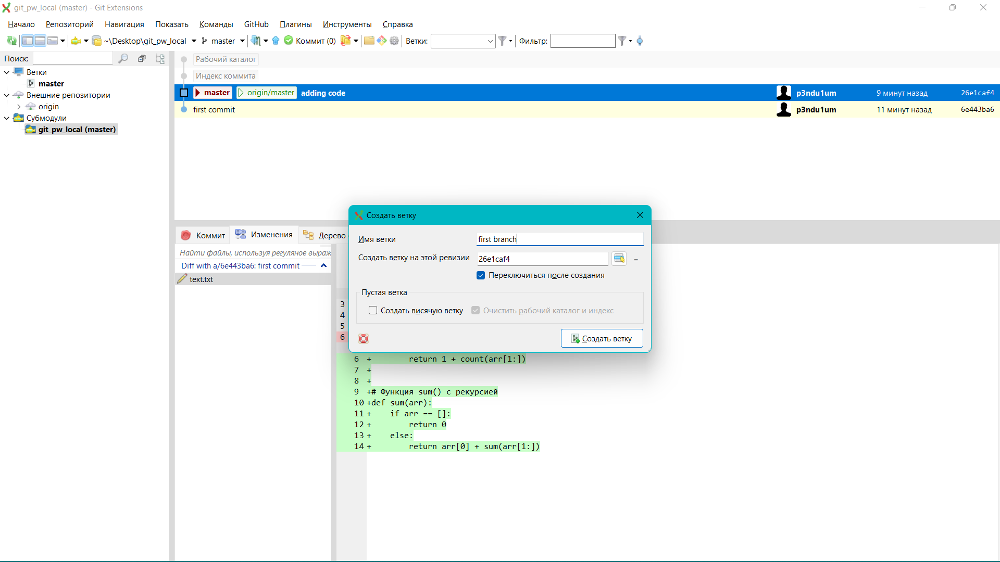 git_pw_local (master) - Git Extensions
Начало Репозиторий Навигация Показать Команды GitHub Плагины Инструменты Справка
~\Desktop\git_pw_local master Коммит (0) Ветки: Фильтр:
Поиск:
Ветки
master
Внешние репозитории
origin
Субмодули
git_pw_local (master)
Рабочий каталог
Индекс коммита
master origin/master adding code p3ndu1um 9 минут назад 26e1caf4
first commit p3ndu1um 11 минут назад 6e443ba6
Коммит Изменения Дерево
Найти файлы, используя регуляное выраж
Diff with a/6e443ba6: first commit
text.txt
Создать ветку
Имя ветки first branch
Создать ветку на этой ревизии 26e1caf4 =
Переключиться после создания
Пустая ветка
Создать висячую ветку Очистить рабочий каталог и индекс
Создать ветку
3
4
5
6
6 + return 1 + count(arr[1:])
7 +
8 +
9 +# Функция sum() с рекурсией
10 +def sum(arr):
11 + if arr == []:
12 + return 0
13 + else:
14 + return arr[0] + sum(arr[1:])